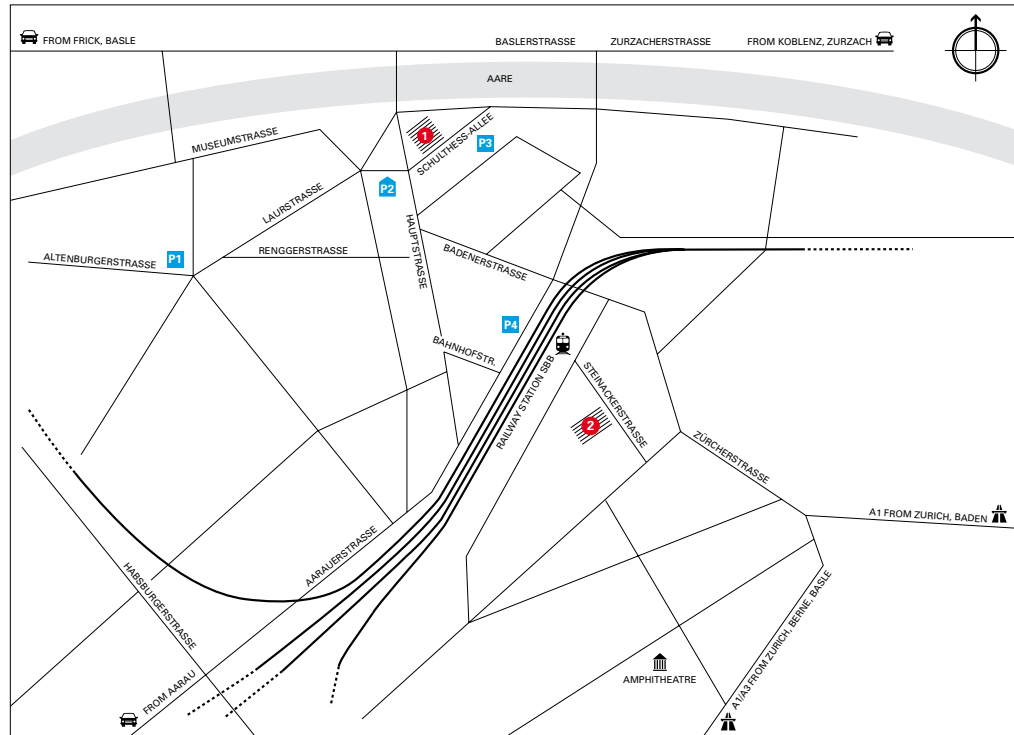 FROM FRICK, BASLE
BASLERSTRASSE
ZURZACHERSTRASSE
FROM KOBLENZ, ZURZACH
AARE
1
MUSEUMSTRASSE
SCHULTHESS-ALLEE
P3
P2
LAURSTRASSE
HAUPTSTRASSE
RENGGERSTRASSE
ALTENBURGERSTRASSE
P1
BADENERSTRASSE
P4
BAHNHOFSTR.
RAILWAY STATION SBB
STEINACKERSTRASSE
2
ZÜRCHERSTRASSE
A1 FROM ZURICH, BADEN
AARAUERSTRASSE
HABSBURGERSTRASSE
A1/A3 FROM ZURICH, BERNE, BASLE
AMPHITHEATRE
FROM AARAU